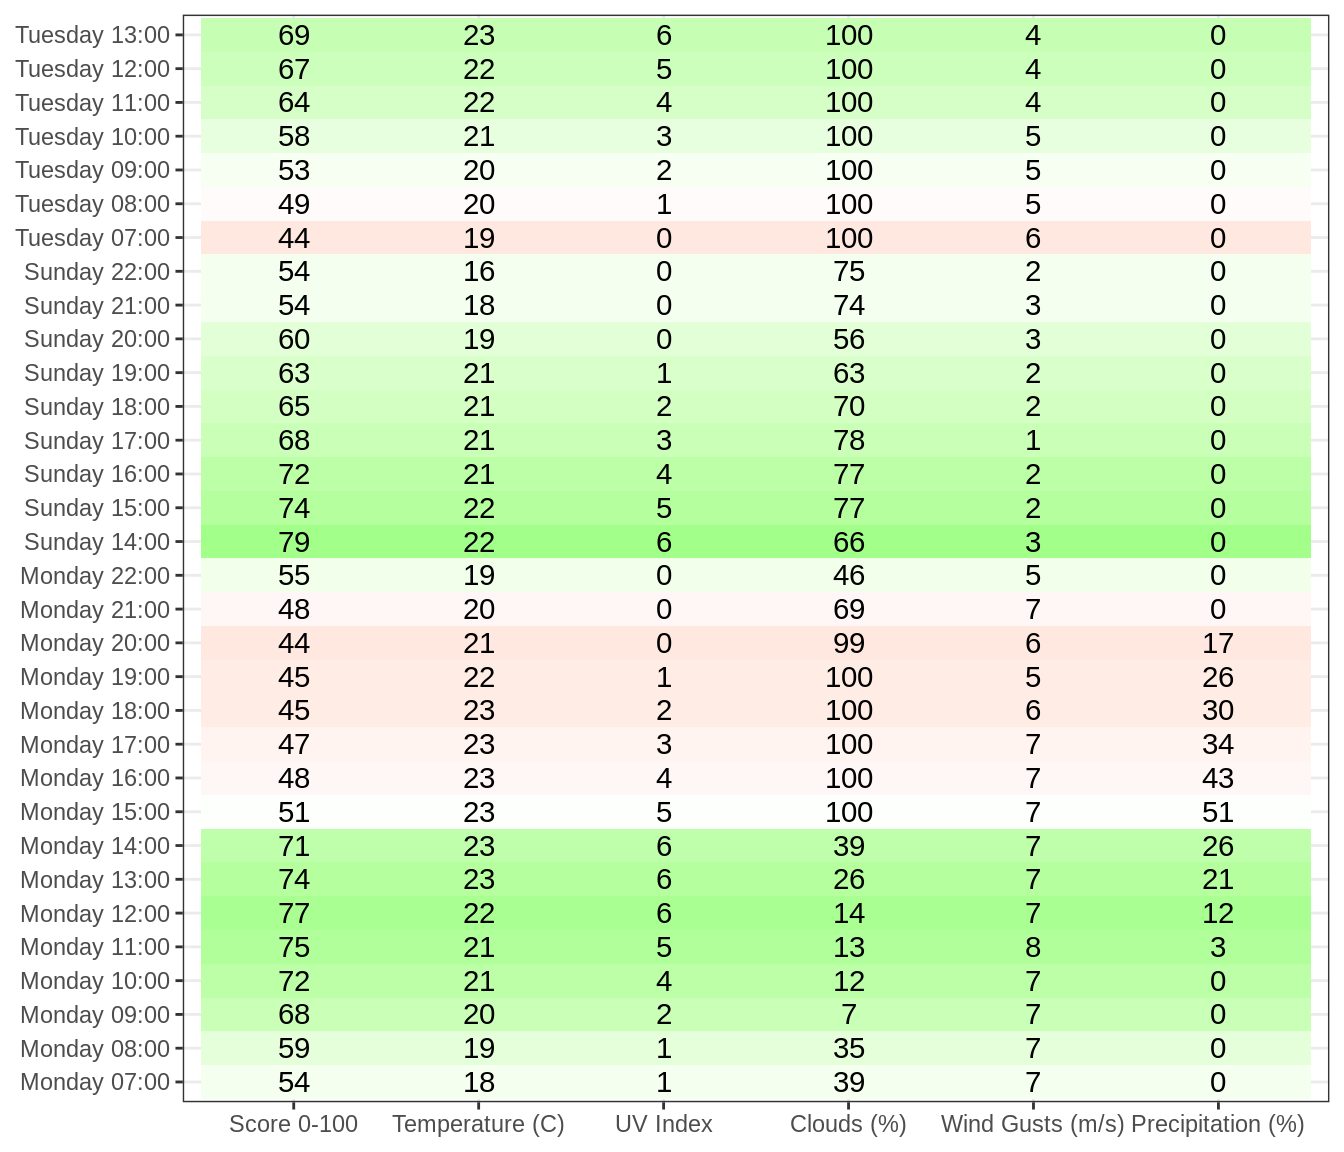 Tuesday 13:00 69 23 6 100 4 0
Tuesday 12:00 67 22 5 100 4 0
Tuesday 11:00 64 22 4 100 4 0
Tuesday 10:00 58 21 3 100 5 0
Tuesday 09:00 53 20 2 100 5 0
Tuesday 08:00 49 20 1 100 5 0
Tuesday 07:00 44 19 0 100 6 0
Sunday 22:00 54 16 0 75 2 0
Sunday 21:00 54 18 0 74 3 0
Sunday 20:00 60 19 0 56 3 0
Sunday 19:00 63 21 1 63 2 0
Sunday 18:00 65 21 2 70 2 0
Sunday 17:00 68 21 3 78 1 0
Sunday 16:00 72 21 4 77 2 0
Sunday 15:00 74 22 5 77 2 0
Sunday 14:00 79 22 6 66 3 0
Monday 22:00 55 19 0 46 5 0
Monday 21:00 48 20 0 69 7 0
Monday 20:00 44 21 0 99 6 17
Monday 19:00 45 22 1 100 5 26
Monday 18:00 45 23 2 100 6 30
Monday 17:00 47 23 3 100 7 34
Monday 16:00 48 23 4 100 7 43
Monday 15:00 51 23 5 100 7 51
Monday 14:00 71 23 6 39 7 26
Monday 13:00 74 23 6 26 7 21
Monday 12:00 77 22 6 14 7 12
Monday 11:00 75 21 5 13 8 3
Monday 10:00 72 21 4 12 7 0
Monday 09:00 68 20 2 7 7 0
Monday 08:00 59 19 1 35 7 0
Monday 07:00 54 18 1 39 7 0
Score 0-100 Temperature (C) UV Index Clouds (%) Wind Gusts (m/s) Precipitation (%)